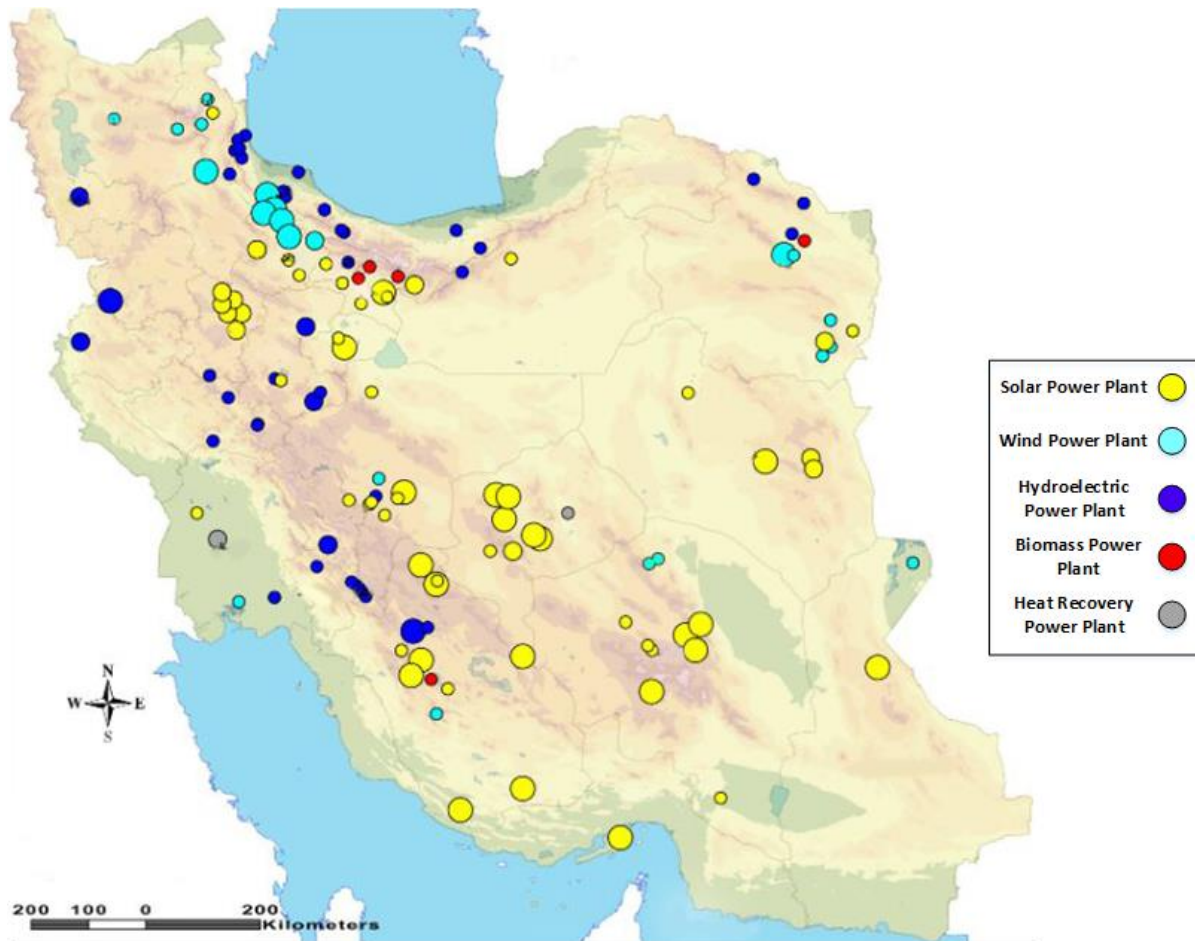 Solar Power Plant
Wind Power Plant
Hydroelectric
Power Plant
Biomass Power
Plant
Heat Recovery
Power Plant
N
W E
S
200 100 0 200
Kilometers